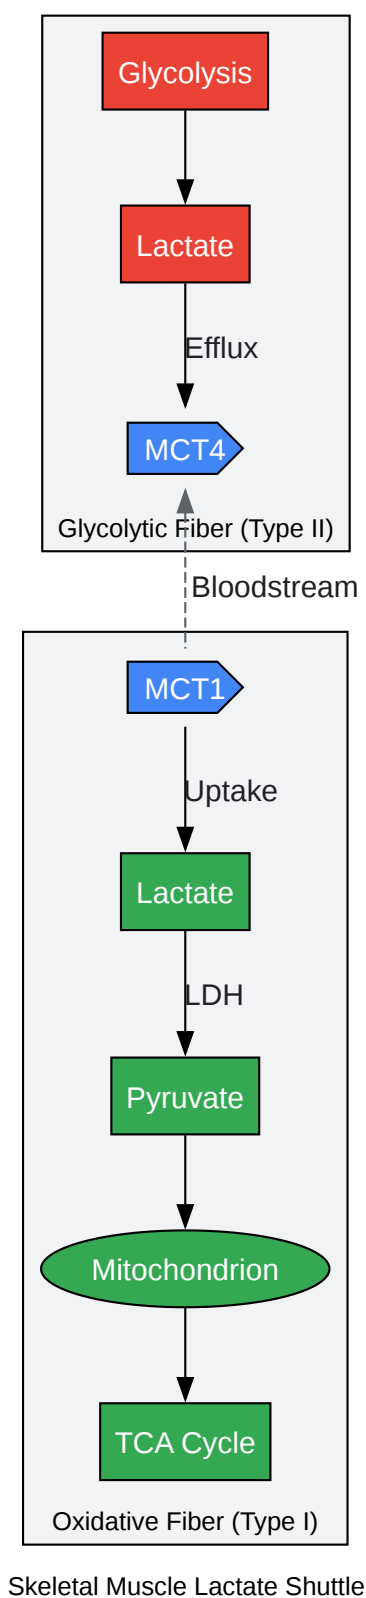 Glycolysis
Lactate
Efflux
MCT4
Glycolytic Fiber (Type II)
Bloodstream
MCT1
Uptake
Lactate
LDH
Pyruvate
Mitochondrion
TCA Cycle
Oxidative Fiber (Type I)
Skeletal Muscle Lactate Shuttle